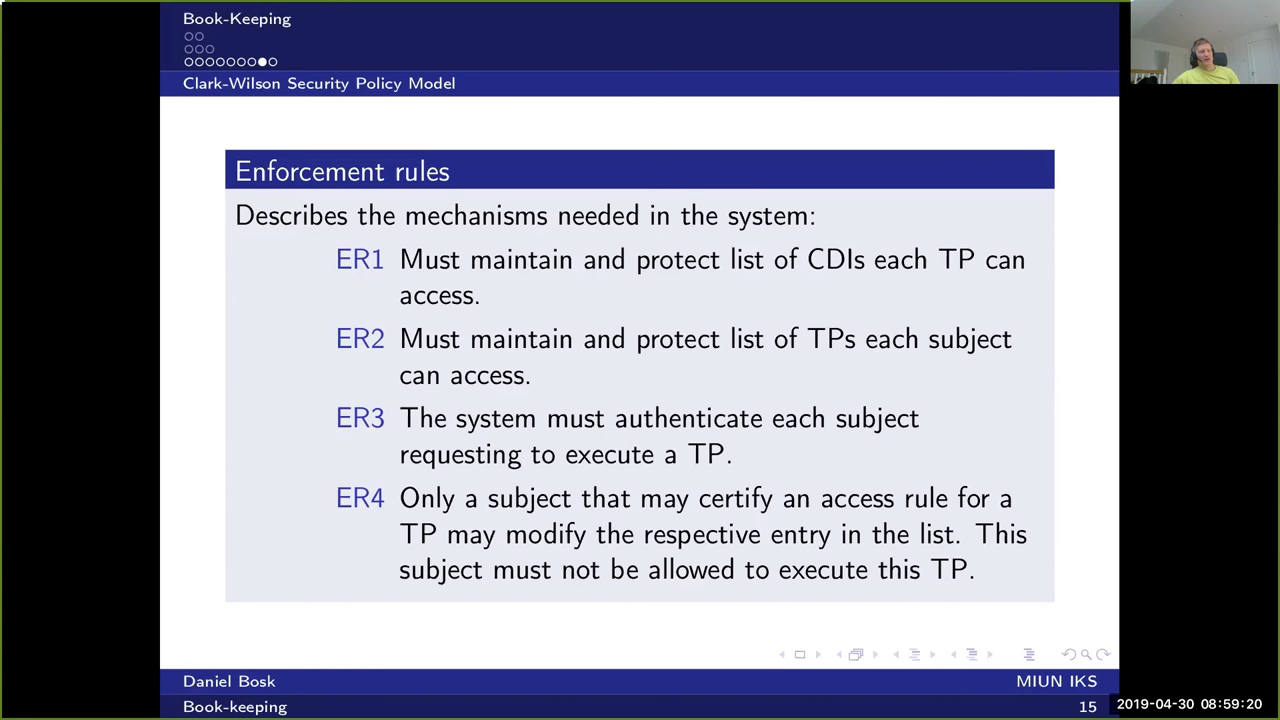 Book-Keeping
Clark-Wilson Security Policy Model
Enforcement rules
Describes the mechanisms needed in the system:
ER1 Must maintain and protect list of CDIs each TP can
access.
ER2 Must maintain and protect list of TPs each subject
can access.
ER3 The system must authenticate each subject
requesting to execute a TP.
ER4 Only a subject that may certify an access rule for a
TP may modify the respective entry in the list. This
subject must not be allowed to execute this TP.
Daniel Bosk MIUN IKS
Book-keeping 15
2019-04-30 08:59:20